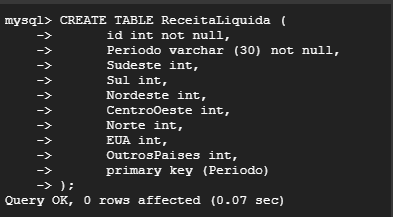 mysql> CREATE TABLE ReceitaLiquida (
    ->       id int not null,
    ->       Periodo varchar (30) not null,
    ->       Sudeste int,
    ->       Sul int,
    ->       Nordeste int,
    ->       CentroOeste int,
    ->       Norte int,
    ->       EUA int,
    ->       OutrosPaises int,
    ->       primary key (Periodo)
    -> );
Query OK, 0 rows affected (0.07 sec)